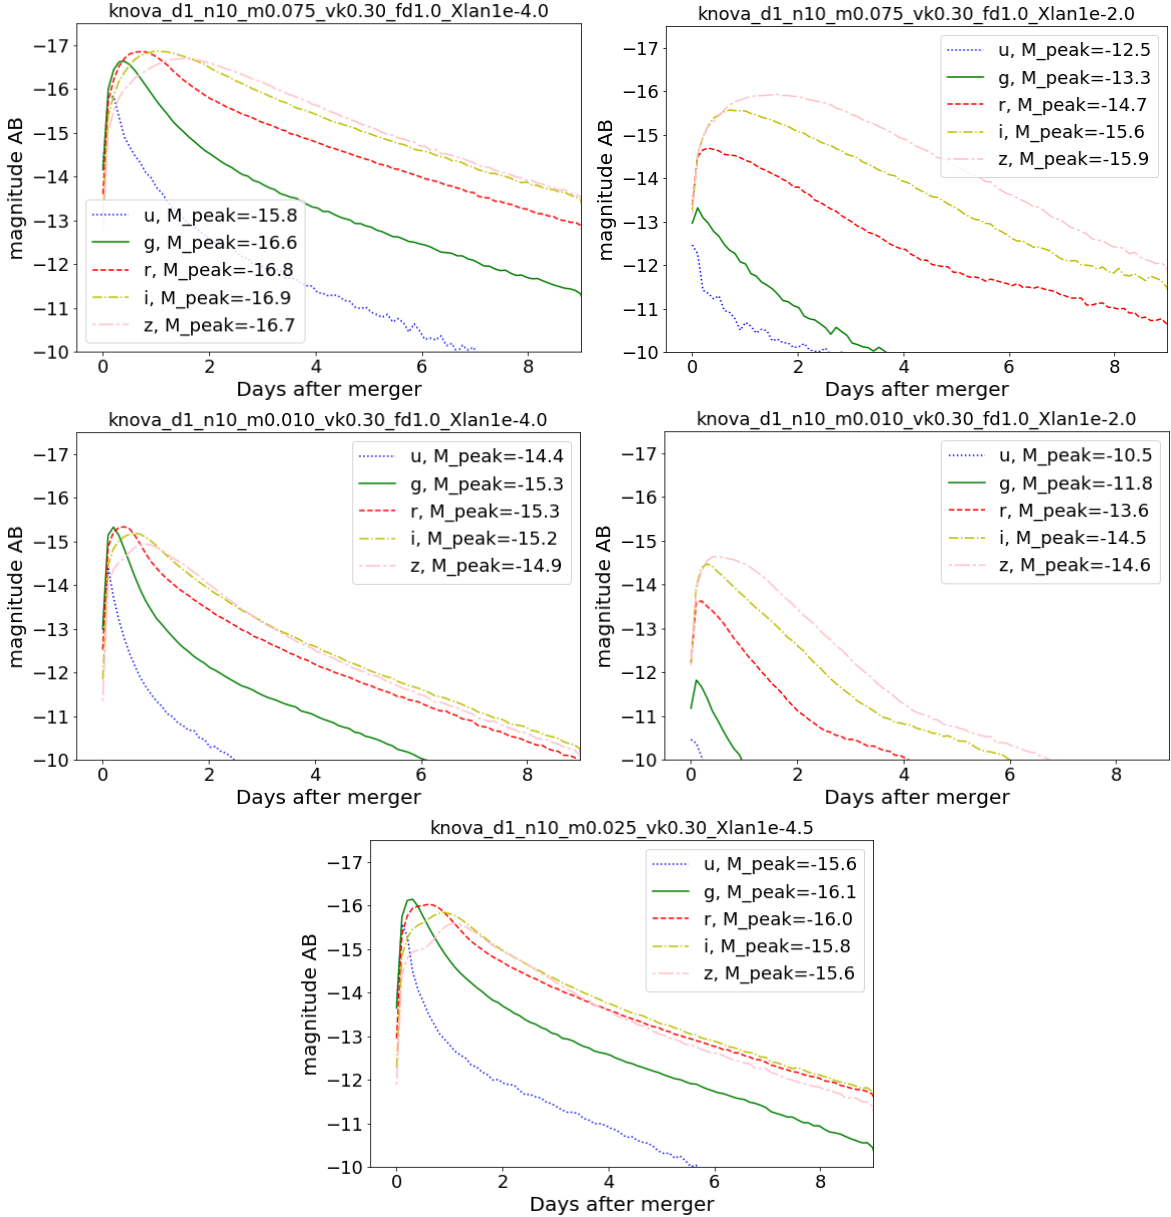 knova_d1_n10_m0.075_vk0.30_fd1.0_Xlan1e-4.0
magnitude AB
−17
−16
−15
−14
−13
−12
−11
−10
u, M_peak=-15.8
g, M_peak=-16.6
r, M_peak=-16.8
i, M_peak=-16.9
z, M_peak=-16.7
0
2
4
6
8
Days after merger
knova_d1_n10_m0.075_vk0.30_fd1.0_Xlan1e-2.0
magnitude AB
−17
−16
−15
−14
−13
−12
−11
−10
u, M_peak=-12.5
g, M_peak=-13.3
r, M_peak=-14.7
i, M_peak=-15.6
z, M_peak=-15.9
0
2
4
6
8
Days after merger
knova_d1_n10_m0.010_vk0.30_fd1.0_Xlan1e-4.0
magnitude AB
−17
−16
−15
−14
−13
−12
−11
−10
u, M_peak=-14.4
g, M_peak=-15.3
r, M_peak=-15.3
i, M_peak=-15.2
z, M_peak=-14.9
0
2
4
6
8
Days after merger
knova_d1_n10_m0.010_vk0.30_fd1.0_Xlan1e-2.0
magnitude AB
−17
−16
−15
−14
−13
−12
−11
−10
u, M_peak=-10.5
g, M_peak=-11.8
r, M_peak=-13.6
i, M_peak=-14.5
z, M_peak=-14.6
0
2
4
6
8
Days after merger
knova_d1_n10_m0.025_vk0.30_Xlan1e-4.5
magnitude AB
−17
−16
−15
−14
−13
−12
−11
−10
u, M_peak=-15.6
g, M_peak=-16.1
r, M_peak=-16.0
i, M_peak=-15.8
z, M_peak=-15.6
0
2
4
6
8
Days after merger